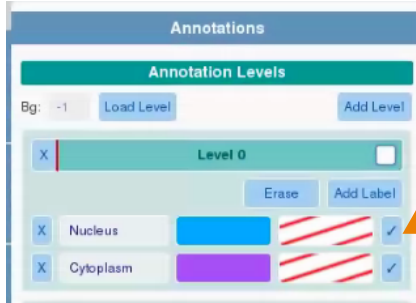 Annotations
Annotation Levels
Bg: -1 Load Level Add Level
X Level 0
Erase Add Label
X Nucleus ✓
X Cytoplasm ✓